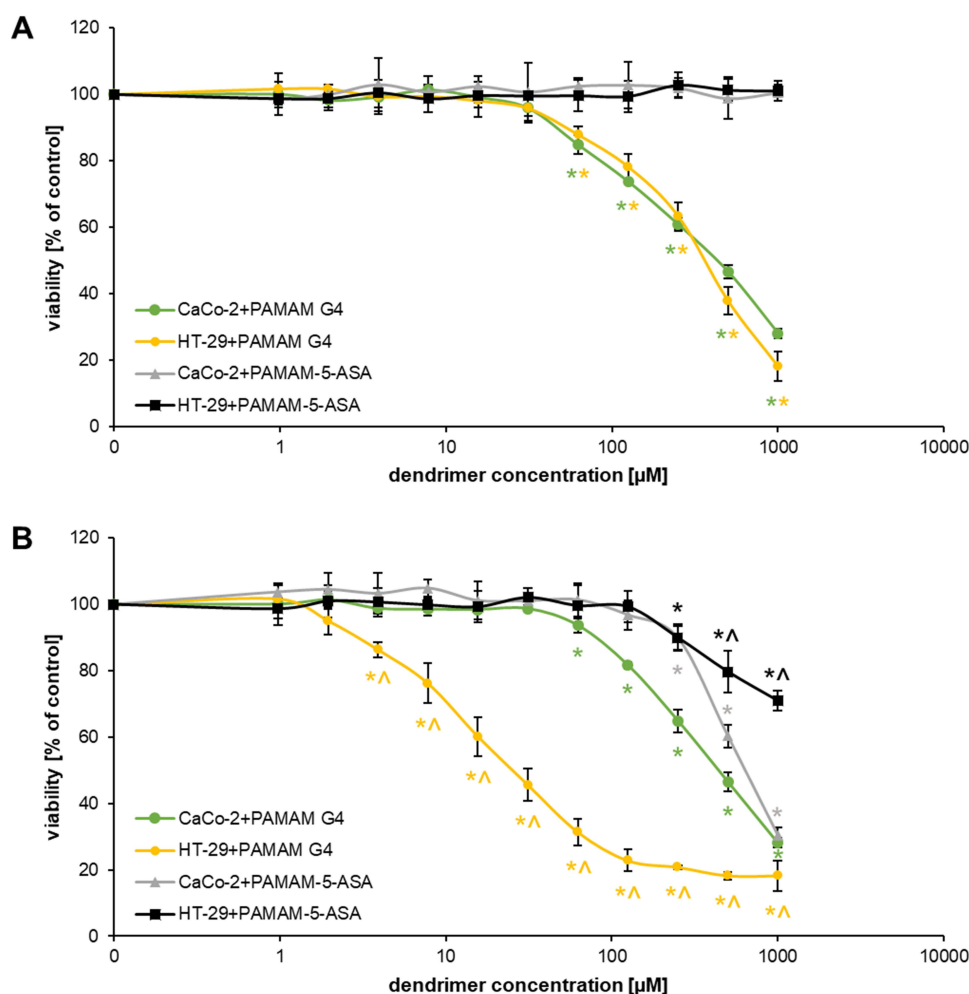 A
120
100
80
60
40
20
0
viability [% of control]
CaCo-2+PAMAM G4
HT-29+PAMAM G4
CaCo-2+PAMAM-5-ASA
HT-29+PAMAM-5-ASA
**
**
**
**
**
0 1 10 100 1000 10000
dendrimer concentration [µM]
B
120
100
80
60
40
20
0
viability [% of control]
*
*^
*^
*^
*^
*^
*^
*^
*^
*^
*^
*^
*
*
*
*
*
*
*
*
CaCo-2+PAMAM G4
HT-29+PAMAM G4
CaCo-2+PAMAM-5-ASA
HT-29+PAMAM-5-ASA
0 1 10 100 1000 10000
dendrimer concentration [µM]